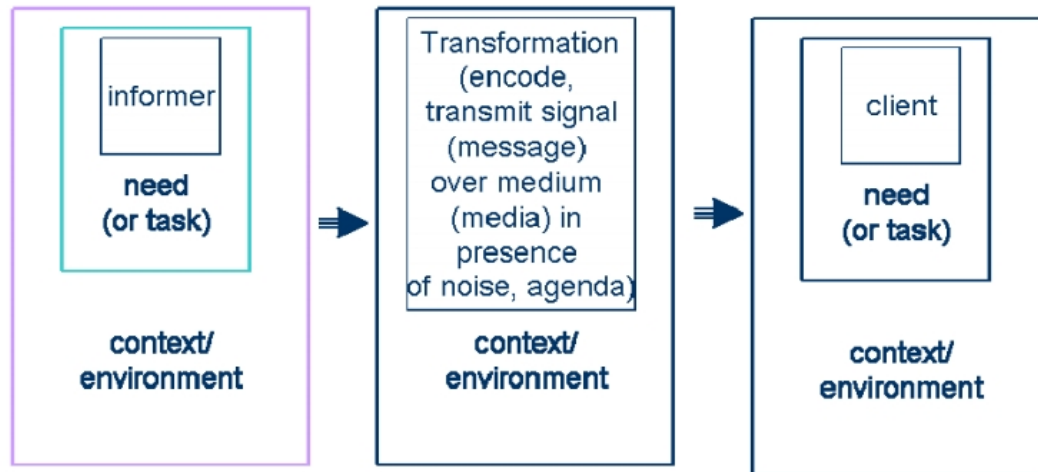 informer
need
(or task)
context/
environment
Transformation
(encode,
transmit signal
(message)
over medium
(media) in
presence
of noise, agenda)
context/
environment
client
need
(or task)
context/
environment